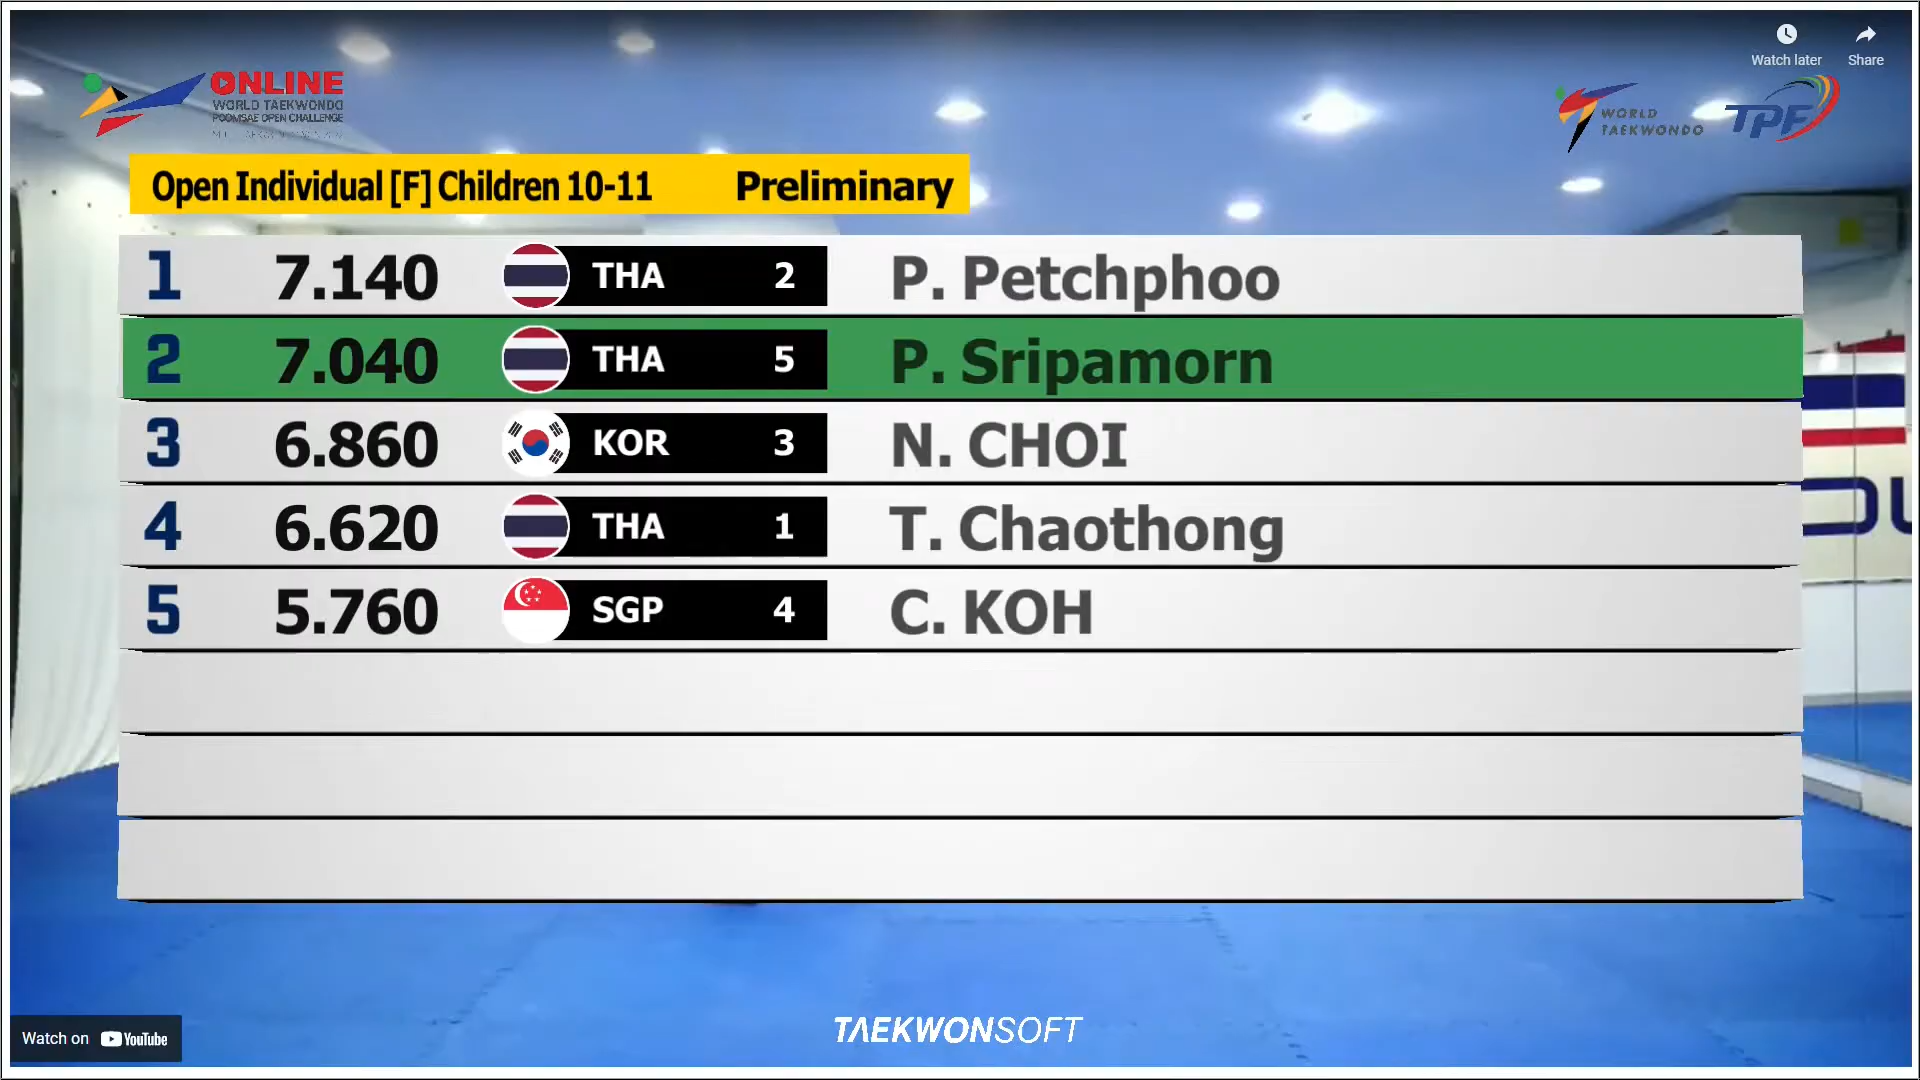 Watch later
Share
ONLINE
WORLD TAEKWONDO
POOMSAE OPEN CHALLENGE
WORLD
TAEKWONDO
TPF
Open Individual [F] Children 10-11 Preliminary
1 7.140 THA 2 P. Petchphoo
2 7.040 THA 5 P. Sripamorn
3 6.860 KOR 3 N. CHOI
4 6.620 THA 1 T. Chaothong
5 5.760 SGP 4 C. KOH
TAEKWONSOFT
Watch on YouTube